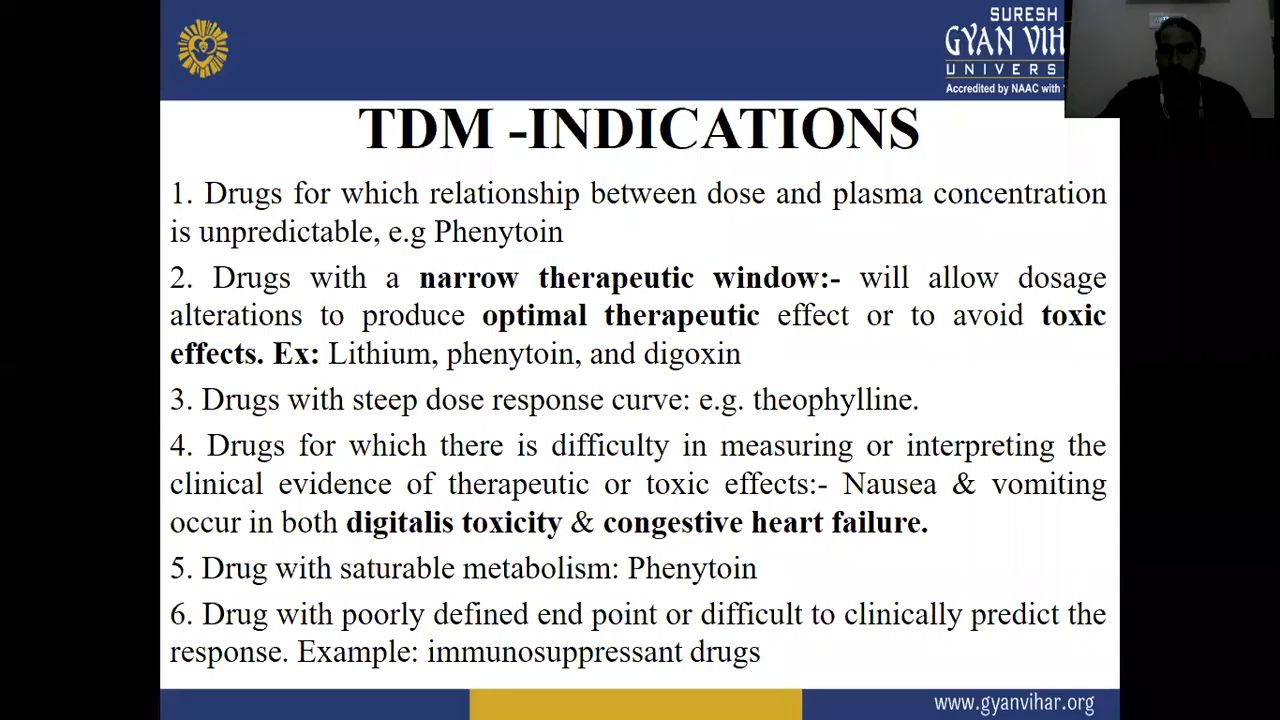 SURESH
GYAN VIH
UNIVERS
Accredited by NAAC with
TDM -INDICATIONS
1. Drugs for which relationship between dose and plasma concentration
is unpredictable, e.g Phenytoin
2. Drugs with a narrow therapeutic window:- will allow dosage
alterations to produce optimal therapeutic effect or to avoid toxic
effects. Ex: Lithium, phenytoin, and digoxin
3. Drugs with steep dose response curve: e.g. theophylline.
4. Drugs for which there is difficulty in measuring or interpreting the
clinical evidence of therapeutic or toxic effects:- Nausea & vomiting
occur in both digitalis toxicity & congestive heart failure.
5. Drug with saturable metabolism: Phenytoin
6. Drug with poorly defined end point or difficult to clinically predict the
response. Example: immunosuppressant drugs
www.gyanvihar.org